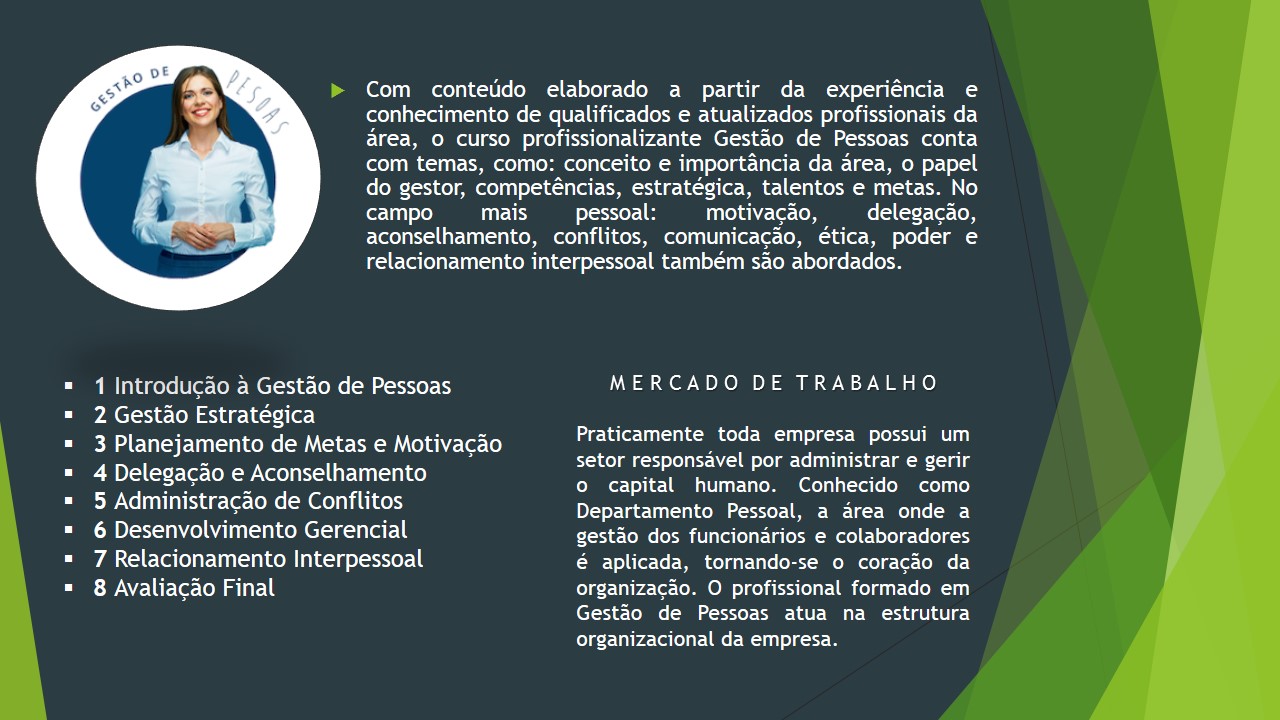 GESTÃO DE PESOAS
Com conteúdo elaborado a partir da experiência e
conhecimento de qualificados e atualizados profissionais da
área, o curso profissionalizante Gestão de Pessoas conta
com temas, como: conceito e importância da área, o papel
do gestor, competências, estratégica, talentos e metas. No
campo mais pessoal: motivação, delegação,
aconselhamento, conflitos, comunicação, ética, poder e
relacionamento interpessoal também são abordados.
1 Introdução à Gestão de Pessoas
2 Gestão Estratégica
3 Planejamento de Metas e Motivação
4 Delegação e Aconselhamento
5 Administração de Conflitos
6 Desenvolvimento Gerencial
7 Relacionamento Interpessoal
8 Avaliação Final
MERCADO DE TRABALHO
Praticamente toda empresa possui um
setor responsável por administrar e gerir
o capital humano. Conhecido como
Departamento Pessoal, a área onde a
gestão dos funcionários e colaboradores
é aplicada, tornando-se o coração da
organização. O profissional formado em
Gestão de Pessoas atua na estrutura
organizacional da empresa.